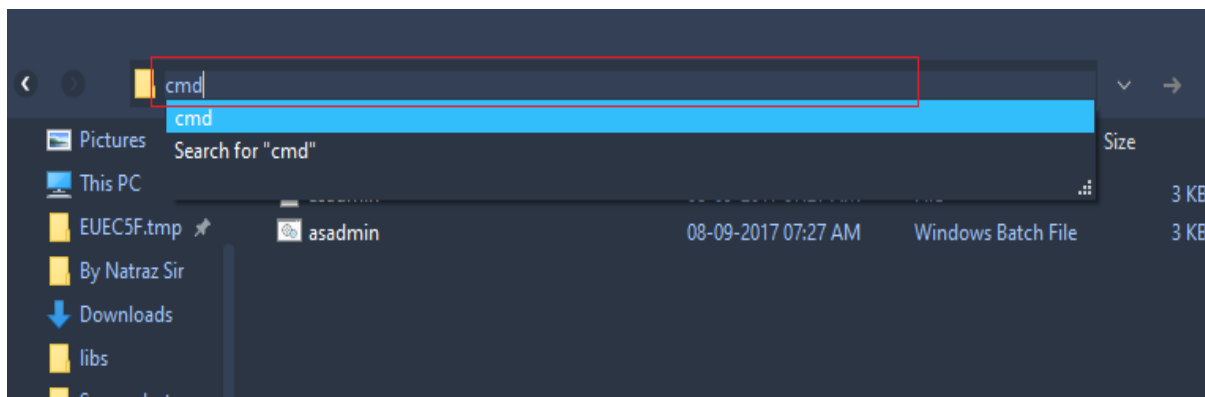 cmd
cmd
Search for "cmd"
Size
Pictures
This PC
3 KB
EUEC5F.tmp
asadmin 08-09-2017 07:27 AM Windows Batch File 3 KB
By Natraz Sir
Downloads
libs